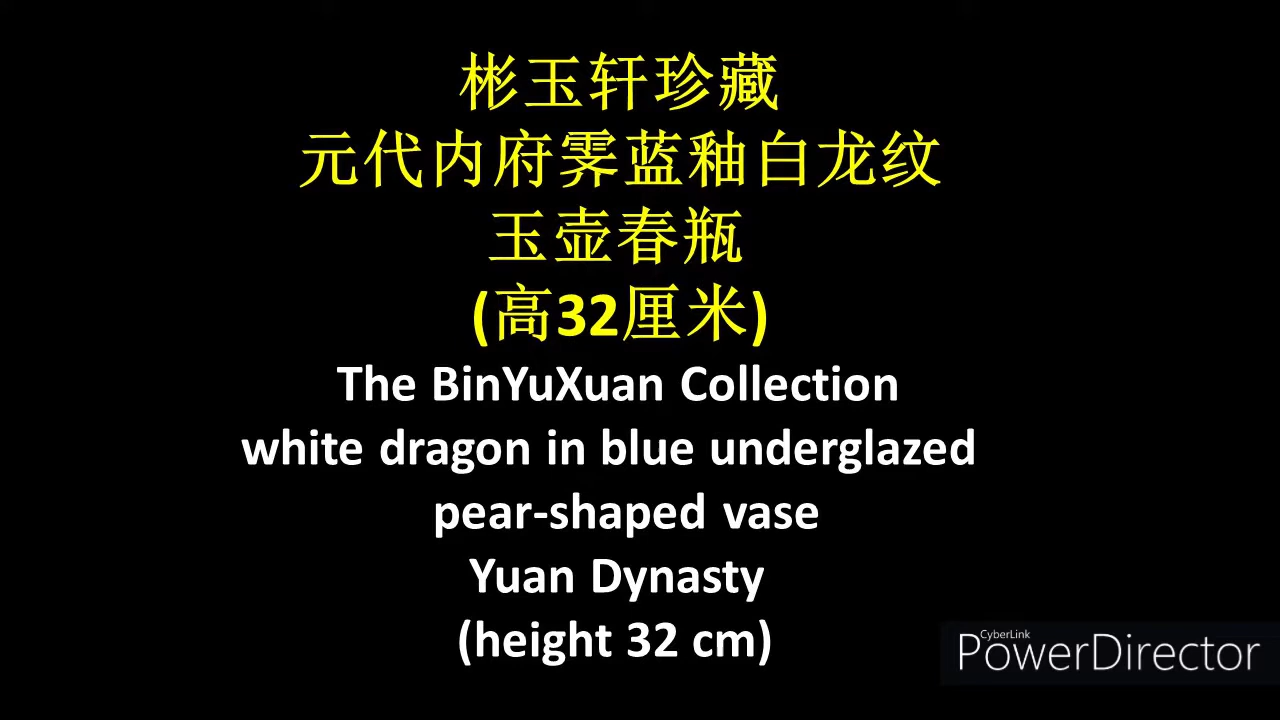 彬玉轩珍藏
元代内府霁蓝釉白龙纹
玉壶春瓶
(高32厘米)
The BinYuXuan Collection
white dragon in blue underglazed
pear-shaped vase
Yuan Dynasty
(height 32 cm)
CyberLink
PowerDirector